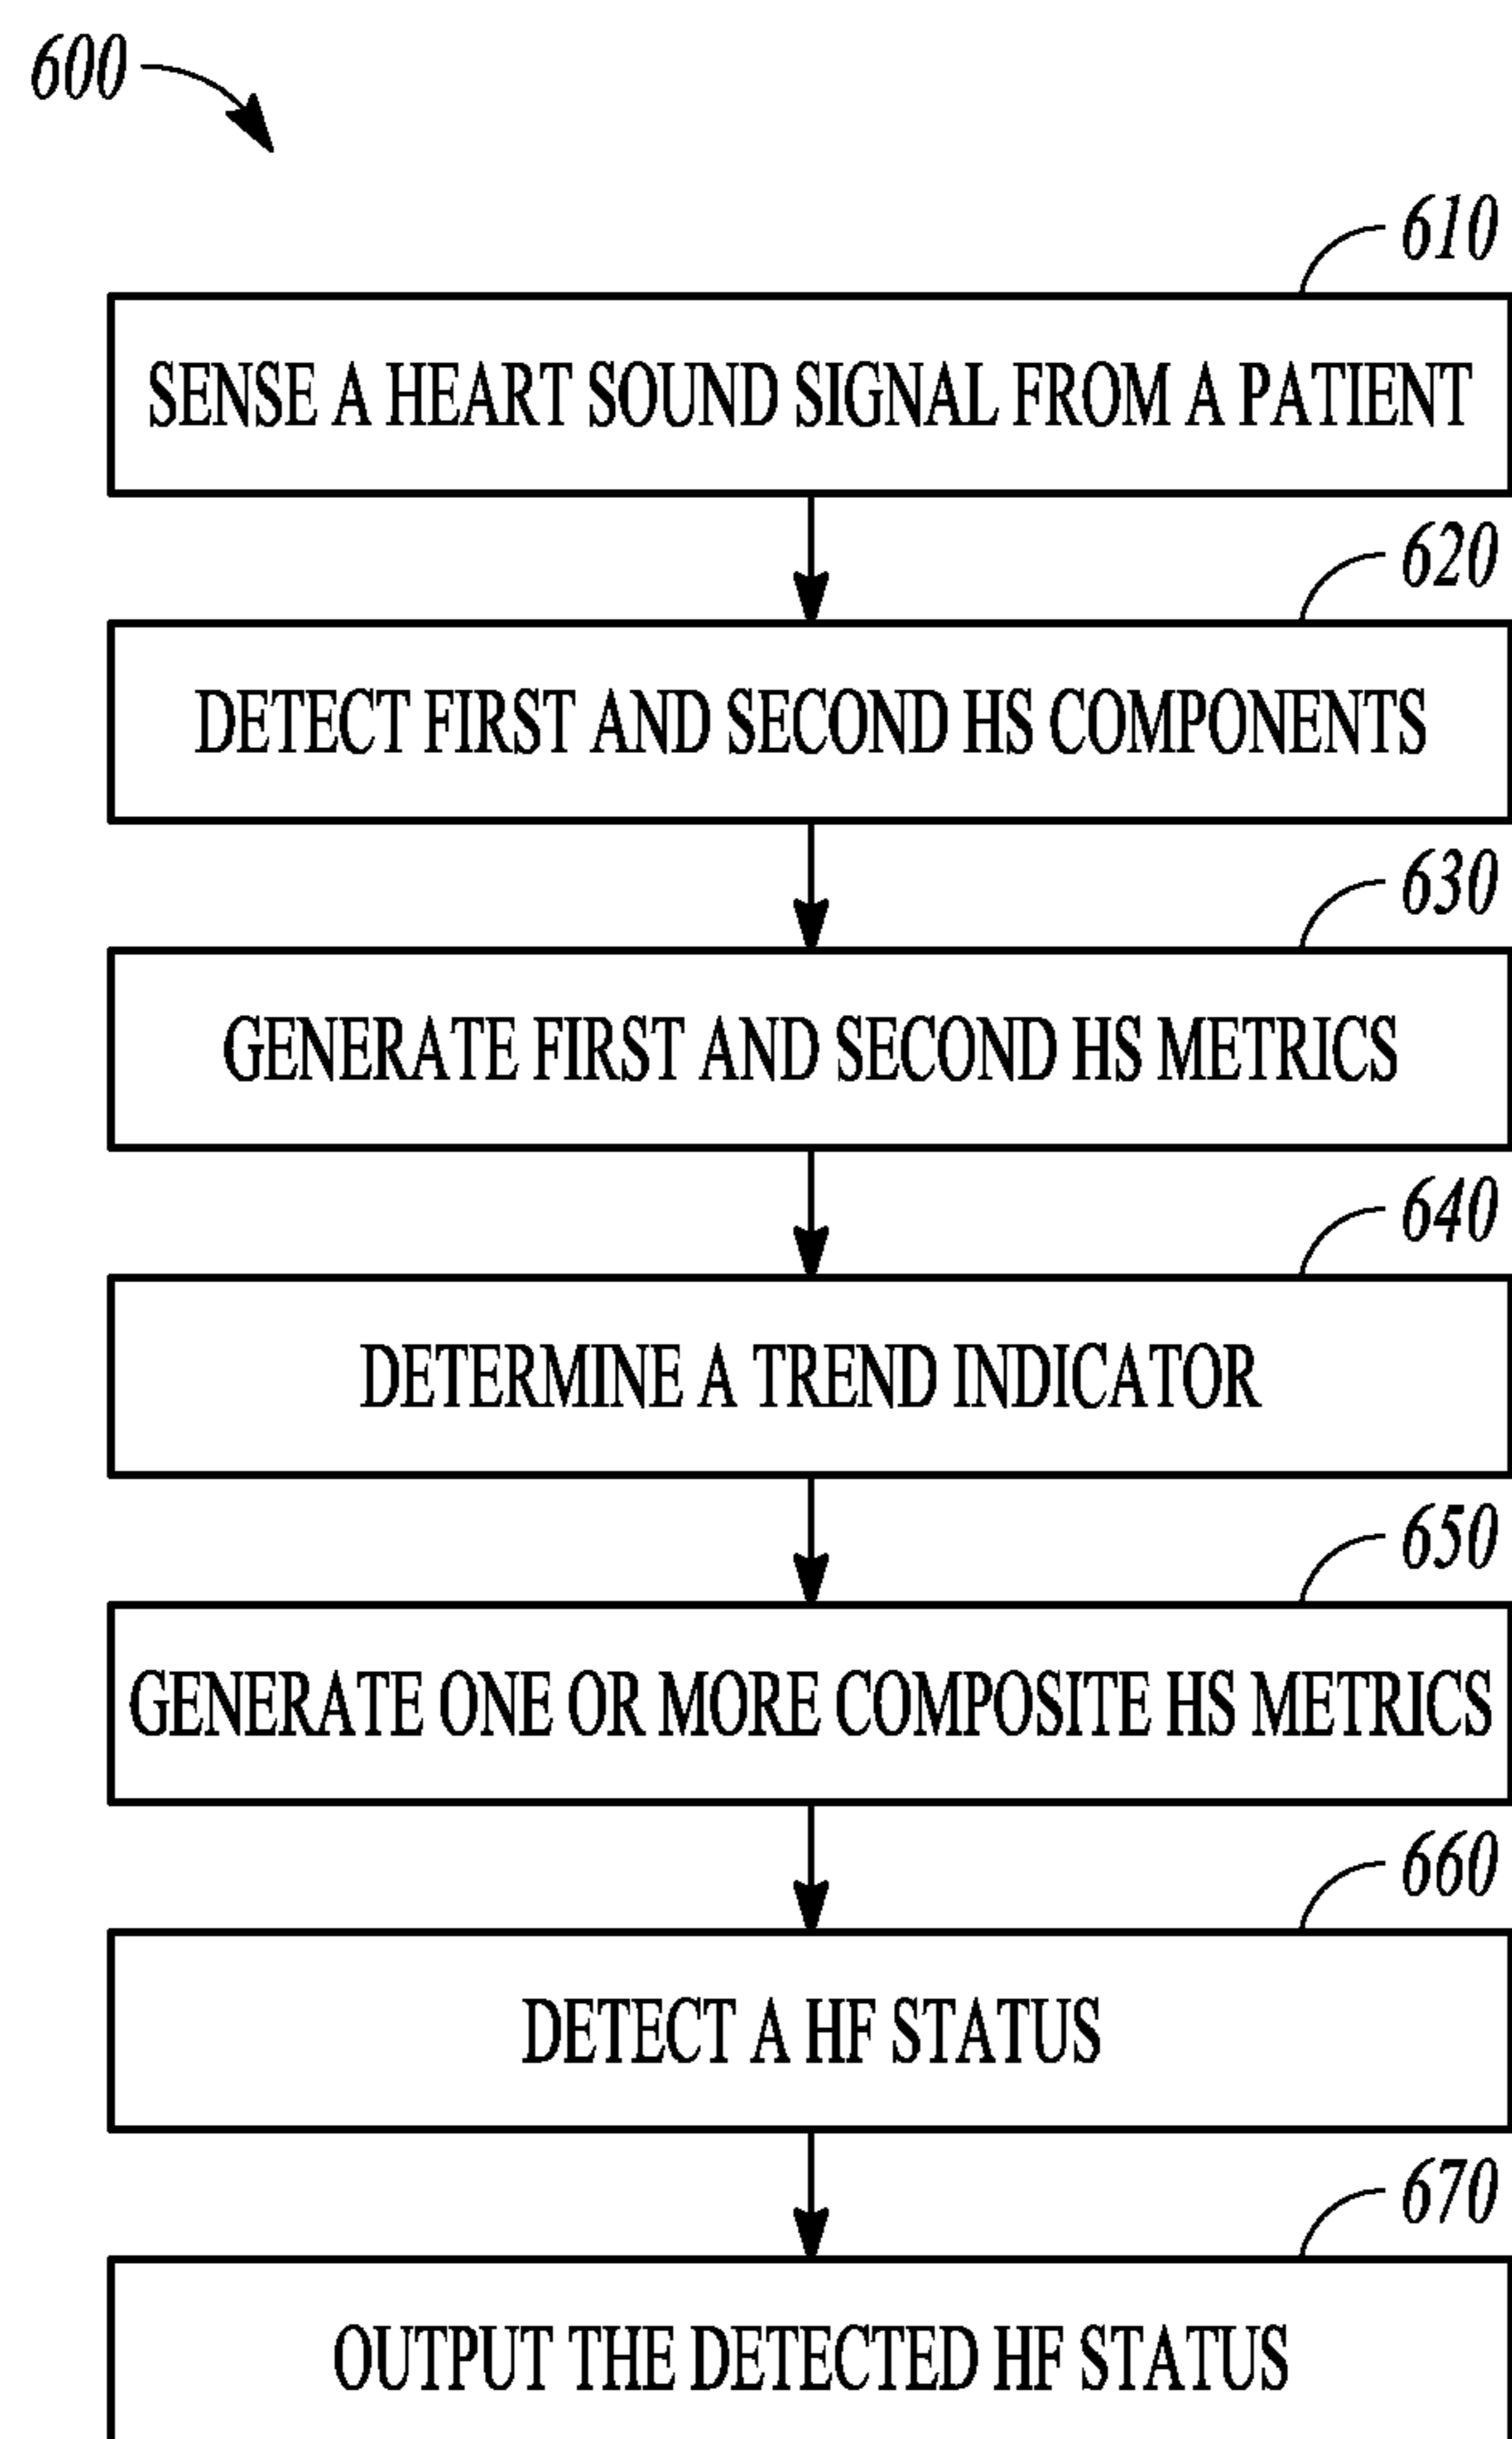 600
610
SENSE A HEART SOUND SIGNAL FROM A PATIENT
620
DETECT FIRST AND SECOND HS COMPONENTS
630
GENERATE FIRST AND SECOND HS METRICS
640
DETERMINE A TREND INDICATOR
650
GENERATE ONE OR MORE COMPOSITE HS METRICS
660
DETECT A HF STATUS
670
OUTPUT THE DETECTED HF STATUS